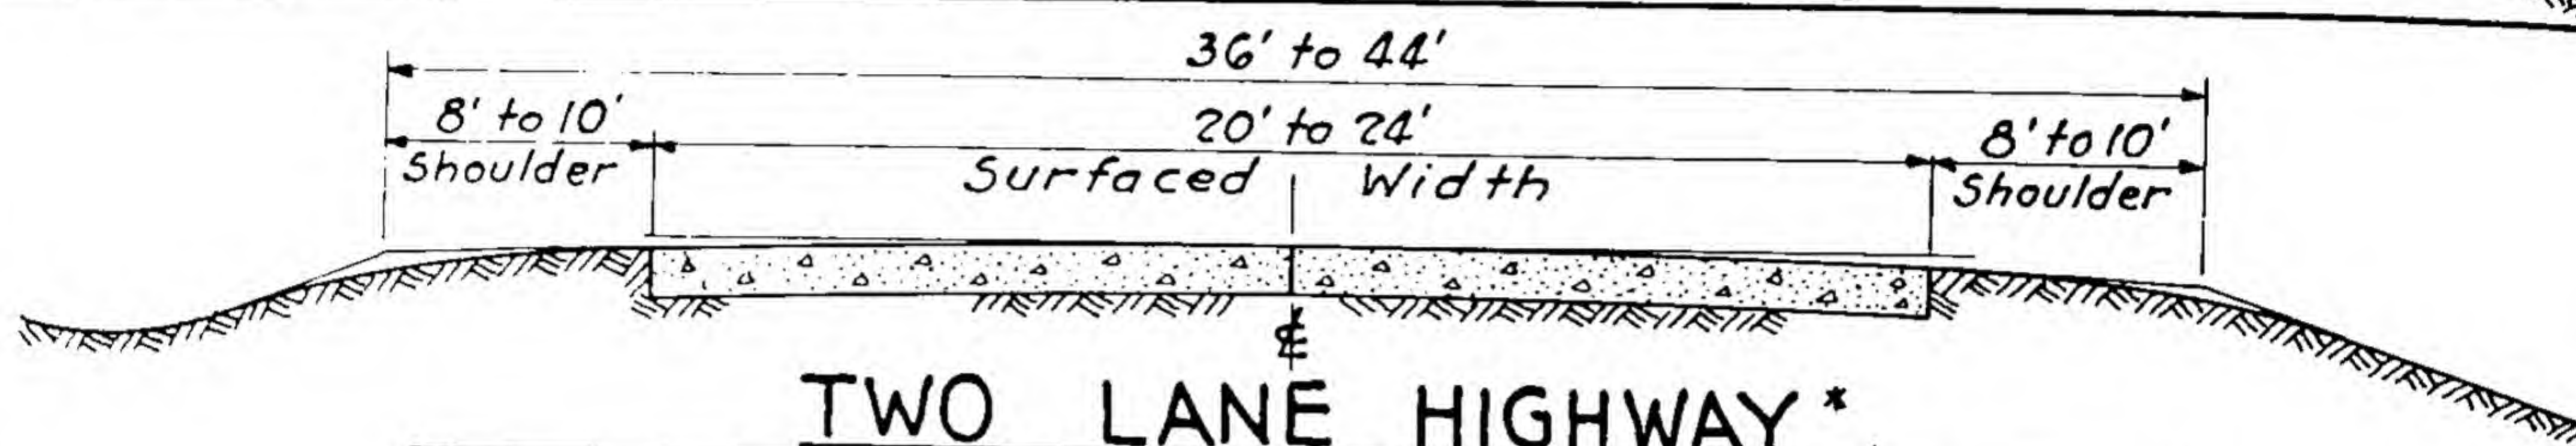 36' to 44'
8' to 10'
20' to 24'
8' to 10'
Shoulder
Surfaced Width
Shoulder
℄
TWO LANE HIGHWAY*